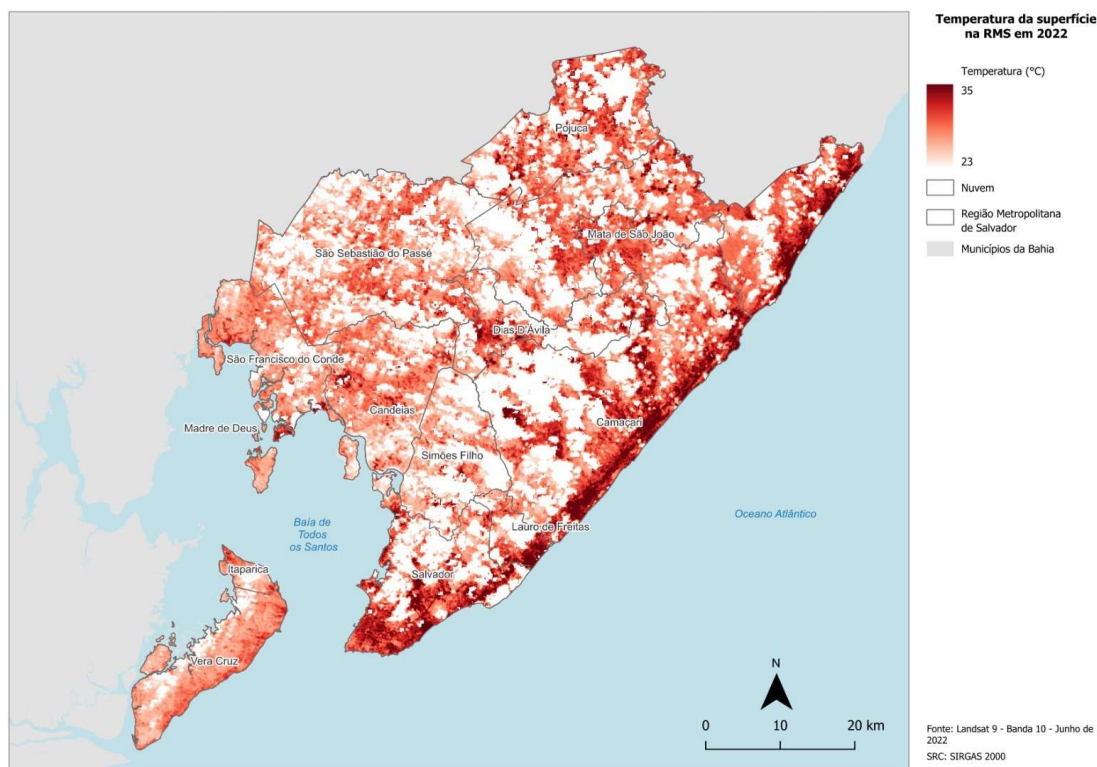 Temperatura da superfície
na RMS em 2022
Temperatura (°C)
35
23
Nuvem
Região Metropolitana
de Salvador
Municípios da Bahia
Pojuca
Mata de São João
São Sebastião do Passé
Dias D'Ávila
São Francisco do Conde
Candeias
Camaçari
Madre de Deus
Simões Filho
Lauro de Freitas
Baía de
Todos
os Santos
Oceano Atlântico
Itaparica
Salvador
Vera Cruz
N
0 10 20 km
Fonte: Landsat 9 - Banda 10 - Junho de
2022
SRC: SIRGAS 2000